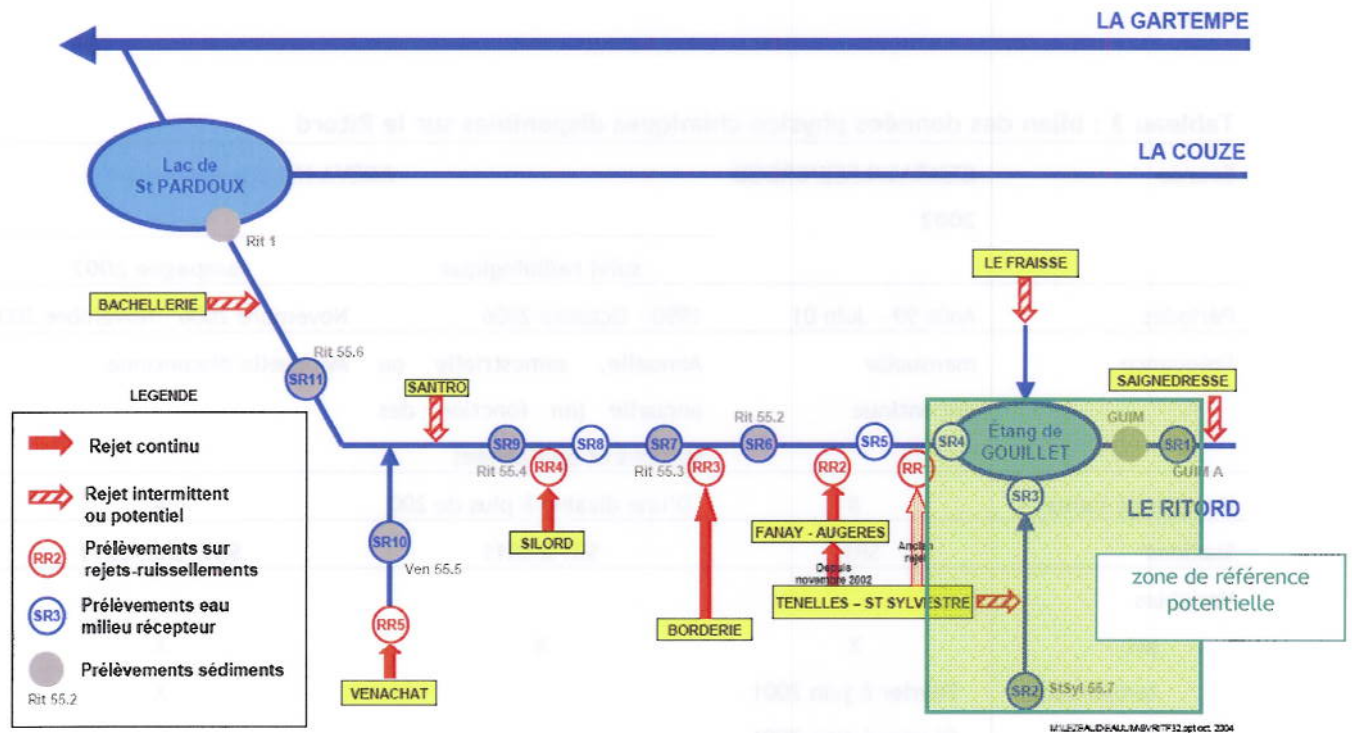 LA GARTEMPE
Lac de
St PARDOUX
LA COUZE
Rit 1
LE FRAISSE
BACHELLERIE
Rit 55.6
SR11
SANTRO
SAIGNEDRESSE
LEGENDE
Rejet continu
Rejet intermittent
ou potentiel
RR2
Prélèvements sur
rejets-ruissellements
SR3
Prélèvements eau
milieu récepteur
Prélèvements sédiments
Rit 55.2
SR9
Rit 55.4
RR4
SR8
SR7
Rit 55.3
RR3
Rit 55.2
SR6
SR5
RR2
RR1
SR4
Étang de
GOUILLET
GUIM
SR1
GUIM A
SR3
LE RITORD
SILORD
FANAY - AUGERES
Depuis
novembre 2002
Ancien
rejet
TENELLES – ST SYLVESTRE
BORDERIE
SR10
Ven 55.5
RR5
VENACHAT
zone de référence
potentielle
SR2
StSyl 55.7